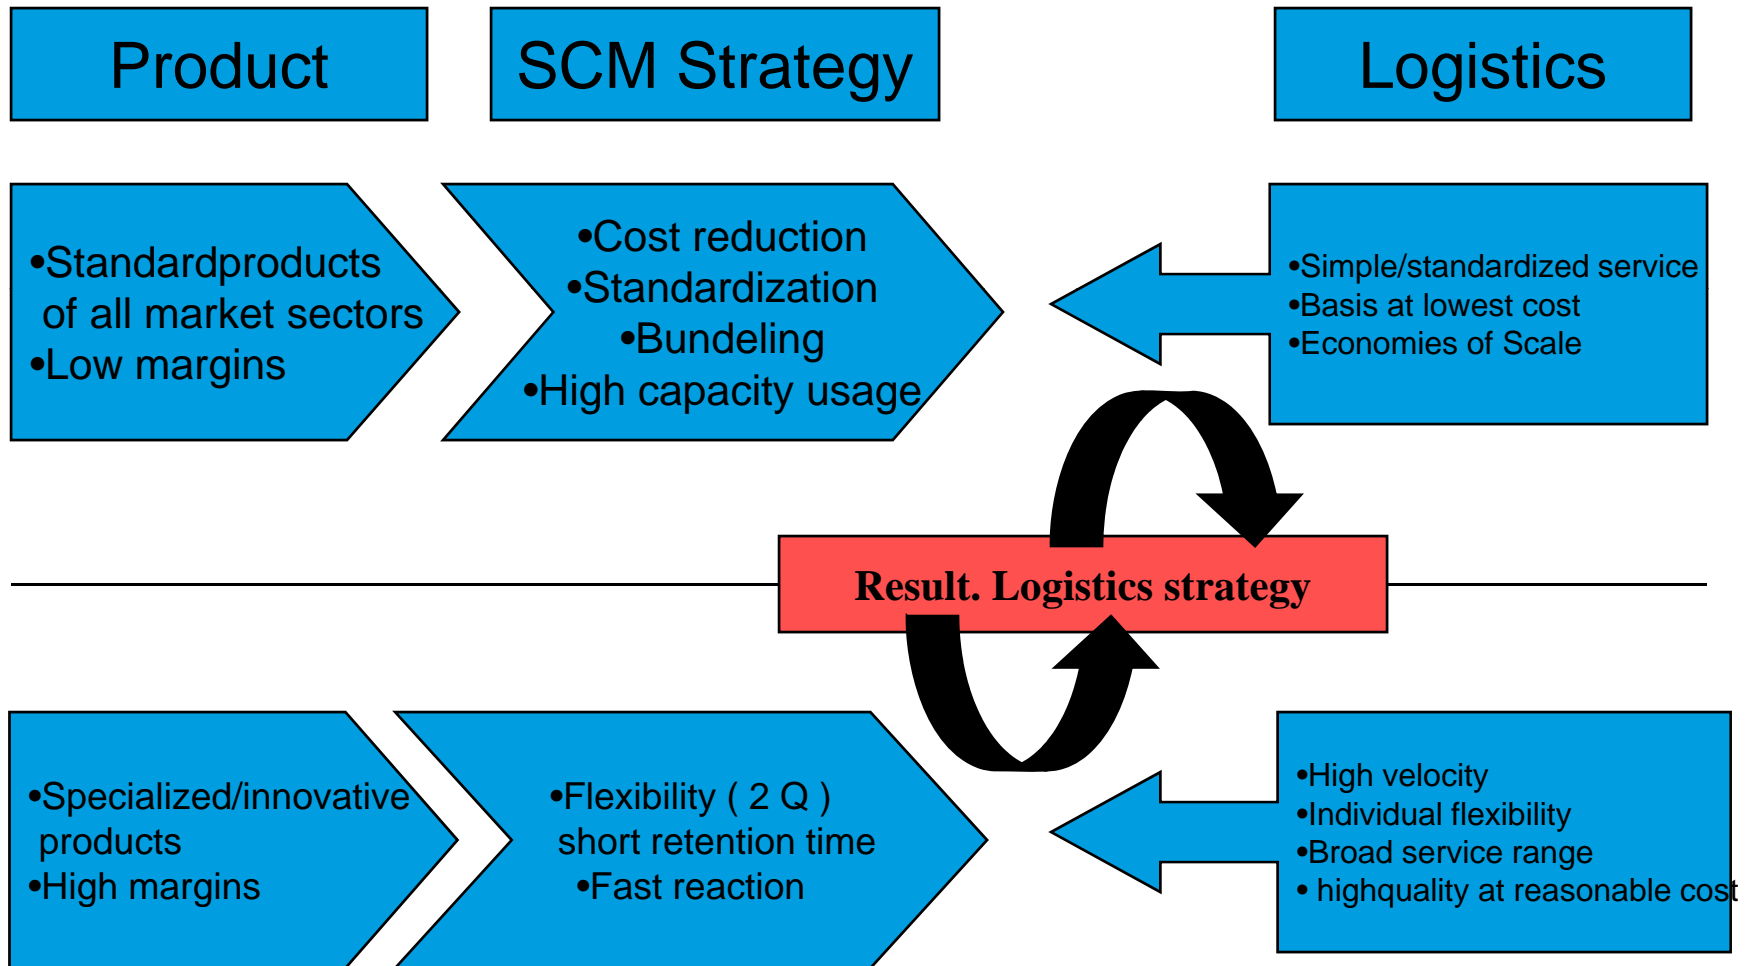 Product
SCM Strategy
Logistics
•Standardproducts
of all market sectors
•Low margins
•Cost reduction
•Standardization
•Bundeling
•High capacity usage
•Simple/standardized service
•Basis at lowest cost
•Economies of Scale
Result. Logistics strategy
•Specialized/innovative
products
•High margins
•Flexibility ( 2 Q )
short retention time
•Fast reaction
•High velocity
•Individual flexibility
•Broad service range
• highquality at reasonable cost